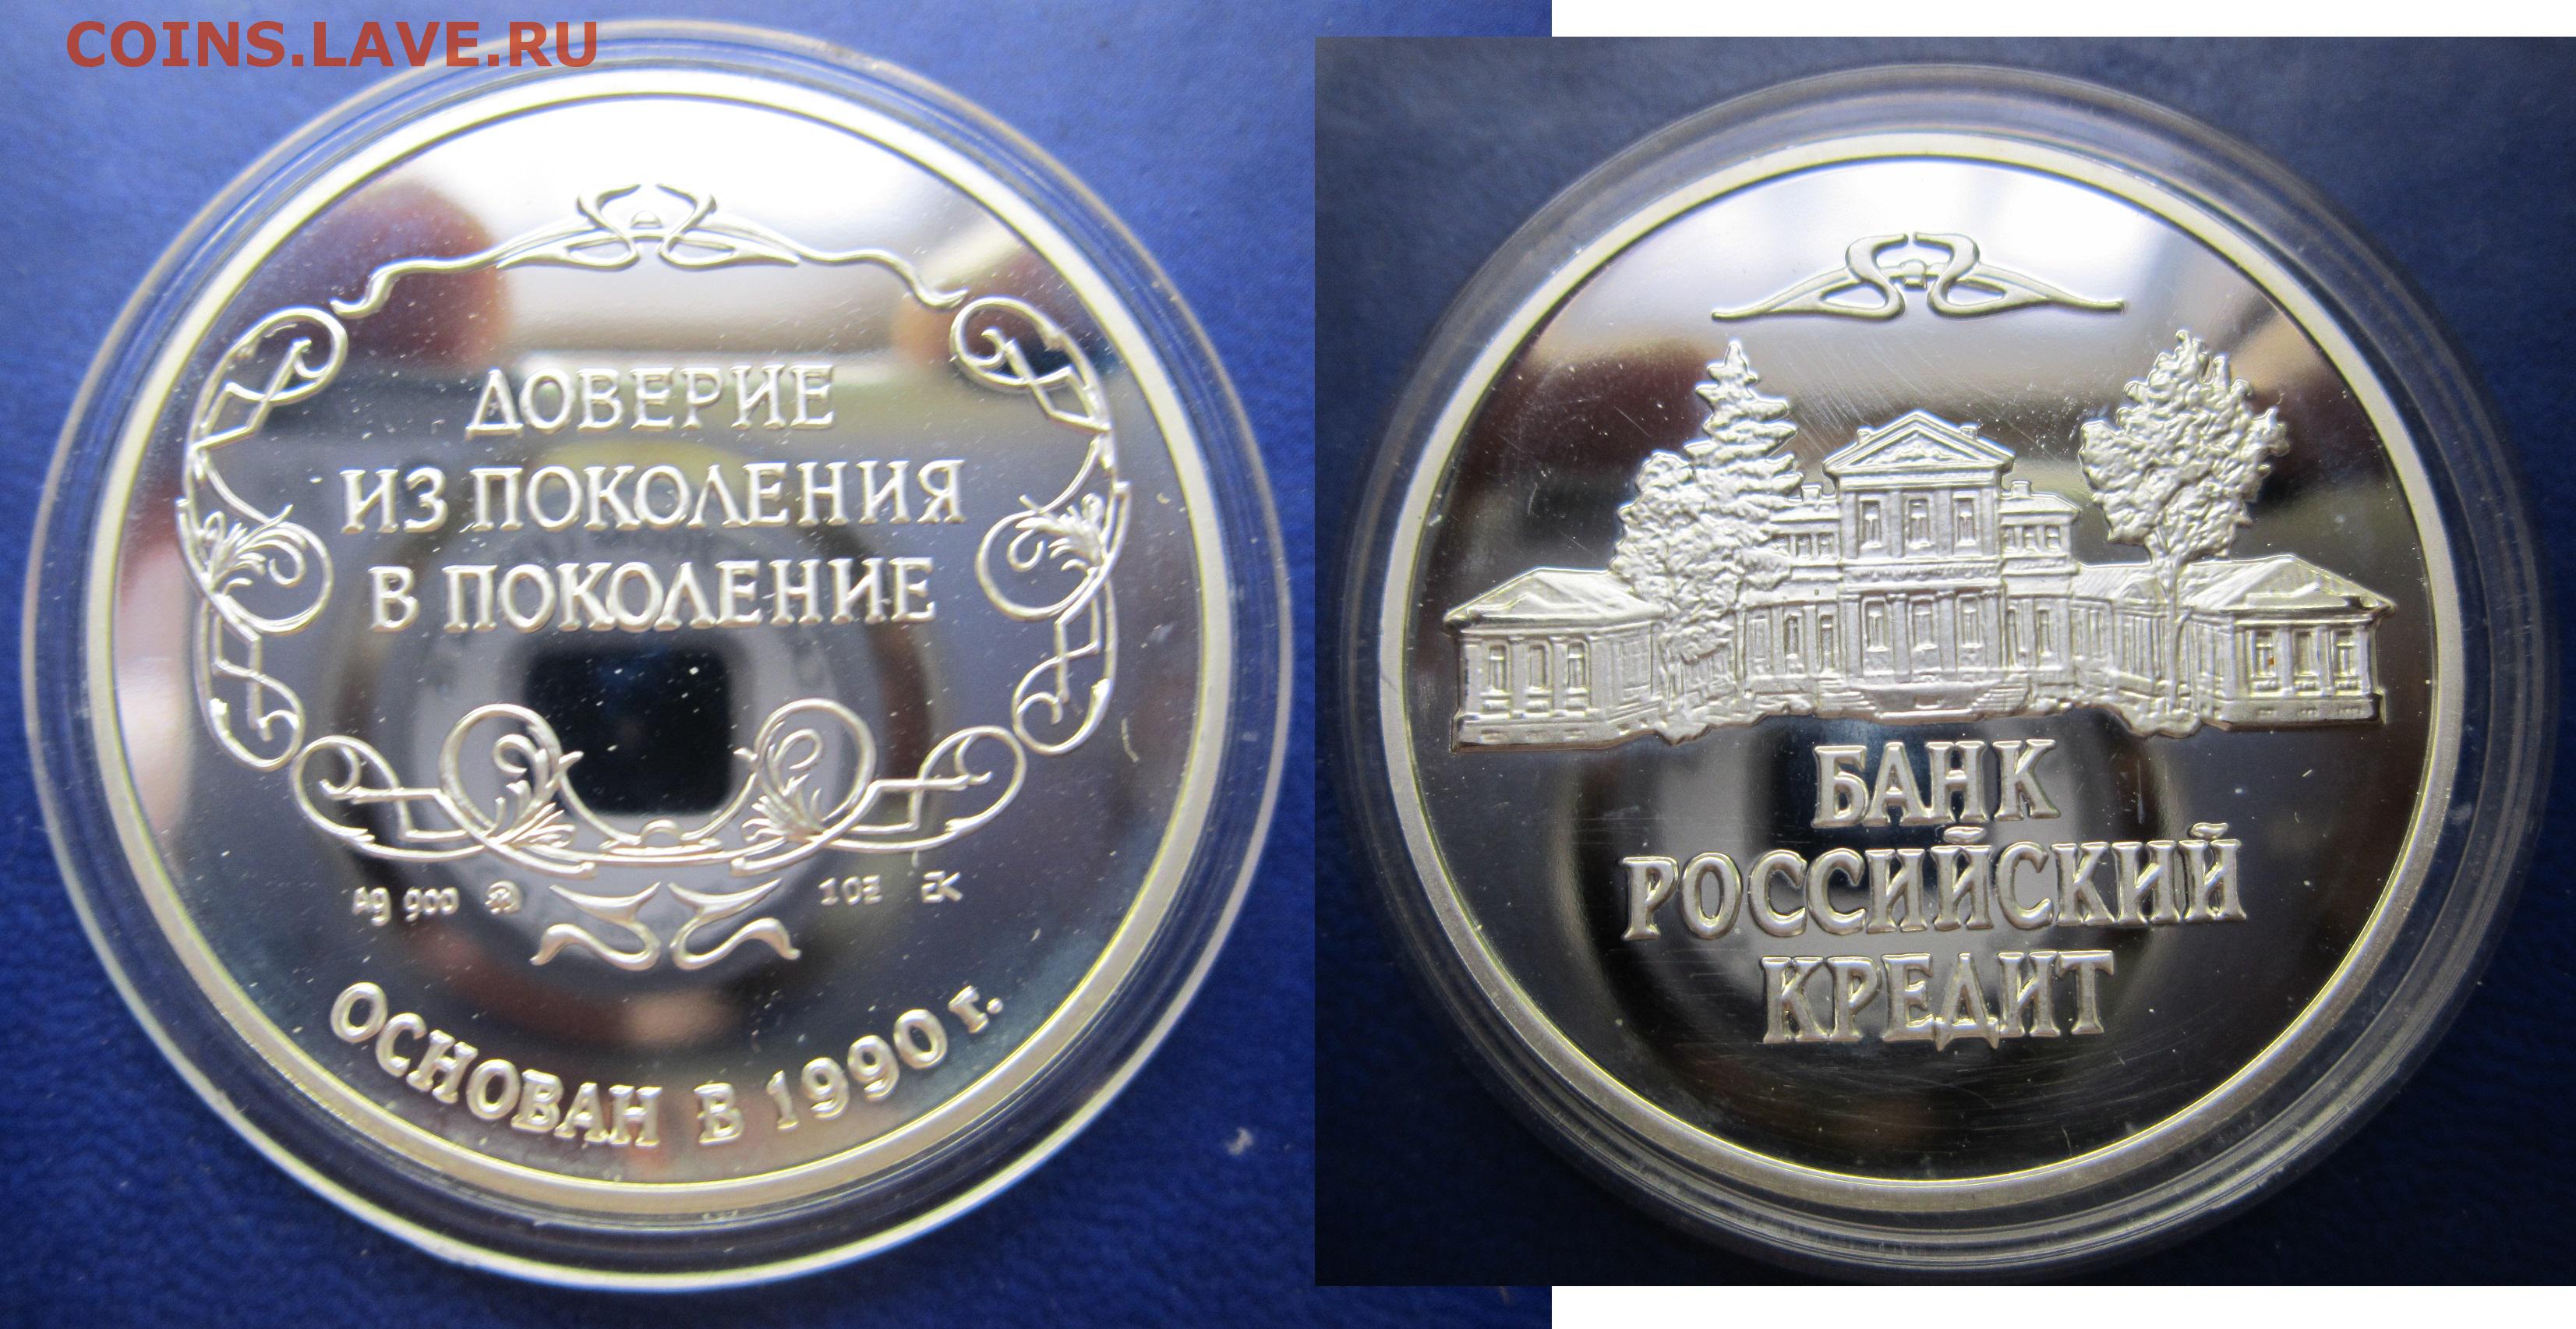 COINS.LAVE.RU
ДОВЕРИЕ
ИЗ ПОКОЛЕНИЯ
В ПОКОЛЕНИЕ
Ag 900
ОСНОВАН В 1990 г.
БАНК
РОССИЙСКИЙ
КРЕДИТ